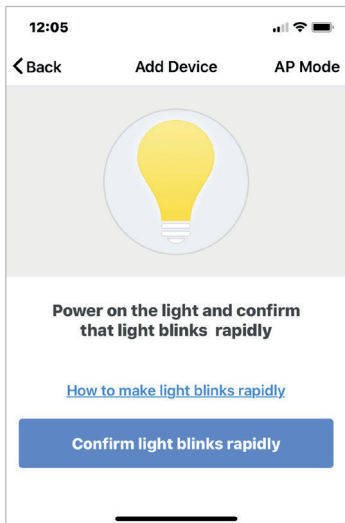 12:05
Back Add Device AP Mode
Power on the light and confirm
that light blinks rapidly
How to make light blinks rapidly
Confirm light blinks rapidly